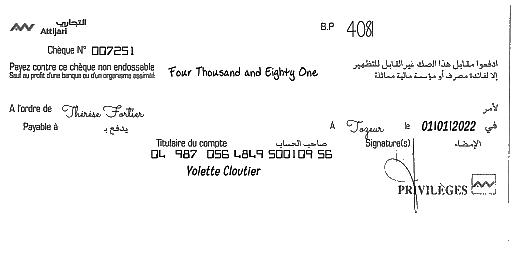 التجاري
Attijari
B.P 4081
Chèque N° 007251
Payez contre ce chèque non endossable
Sauf au profit d'une banque ou d'un organisme assimilé
Four Thousand and Eighty One
ادفعوا مقابل هذا الصك غير القابل للتظهير
إلا لفائدة مصرف أو مؤسسة مالية مماثلة
A l'ordre de Thérèse Fortier
لأمر
Payable à يدفع بـ
A Tozeur le 01/01/2022 في
Titulaire du compte صاحب الحساب
Signature(s) الإمضاء
04 987 056 4849 500109 56
Yolette Cloutier
PRIVILÈGES